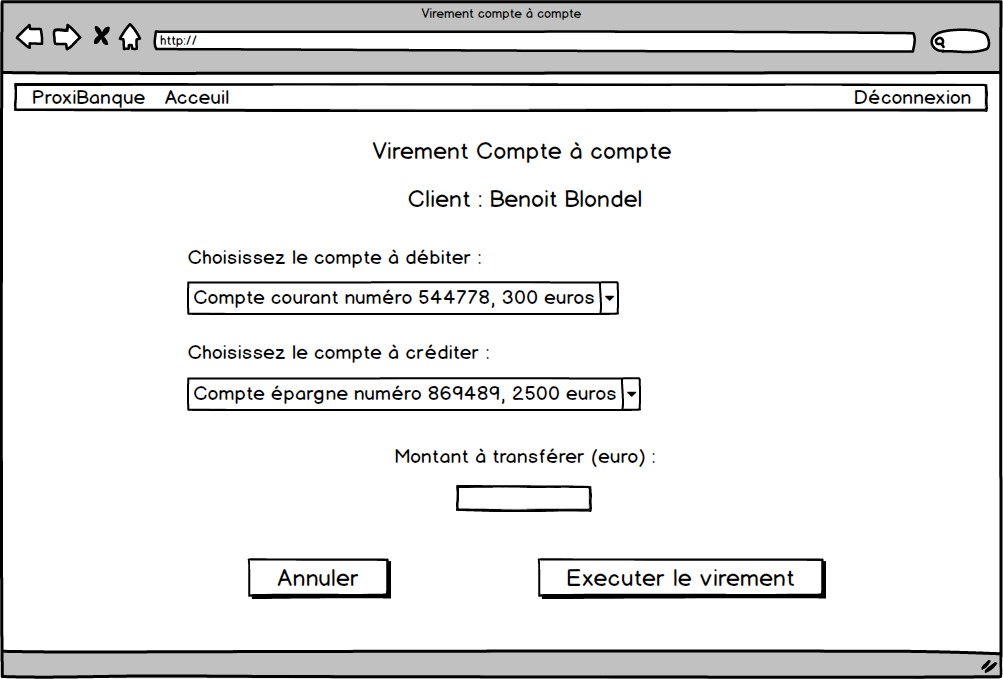 Virement compte à compte
http://
ProxiBanque Acceuil Déconnexion
Virement Compte à compte
Client : Benoit Blondel
Choisissez le compte à débiter :
Compte courant numéro 544778, 300 euros
Choisissez le compte à créditer :
Compte épargne numéro 869489, 2500 euros
Montant à transférer (euro) :
Annuler Executer le virement